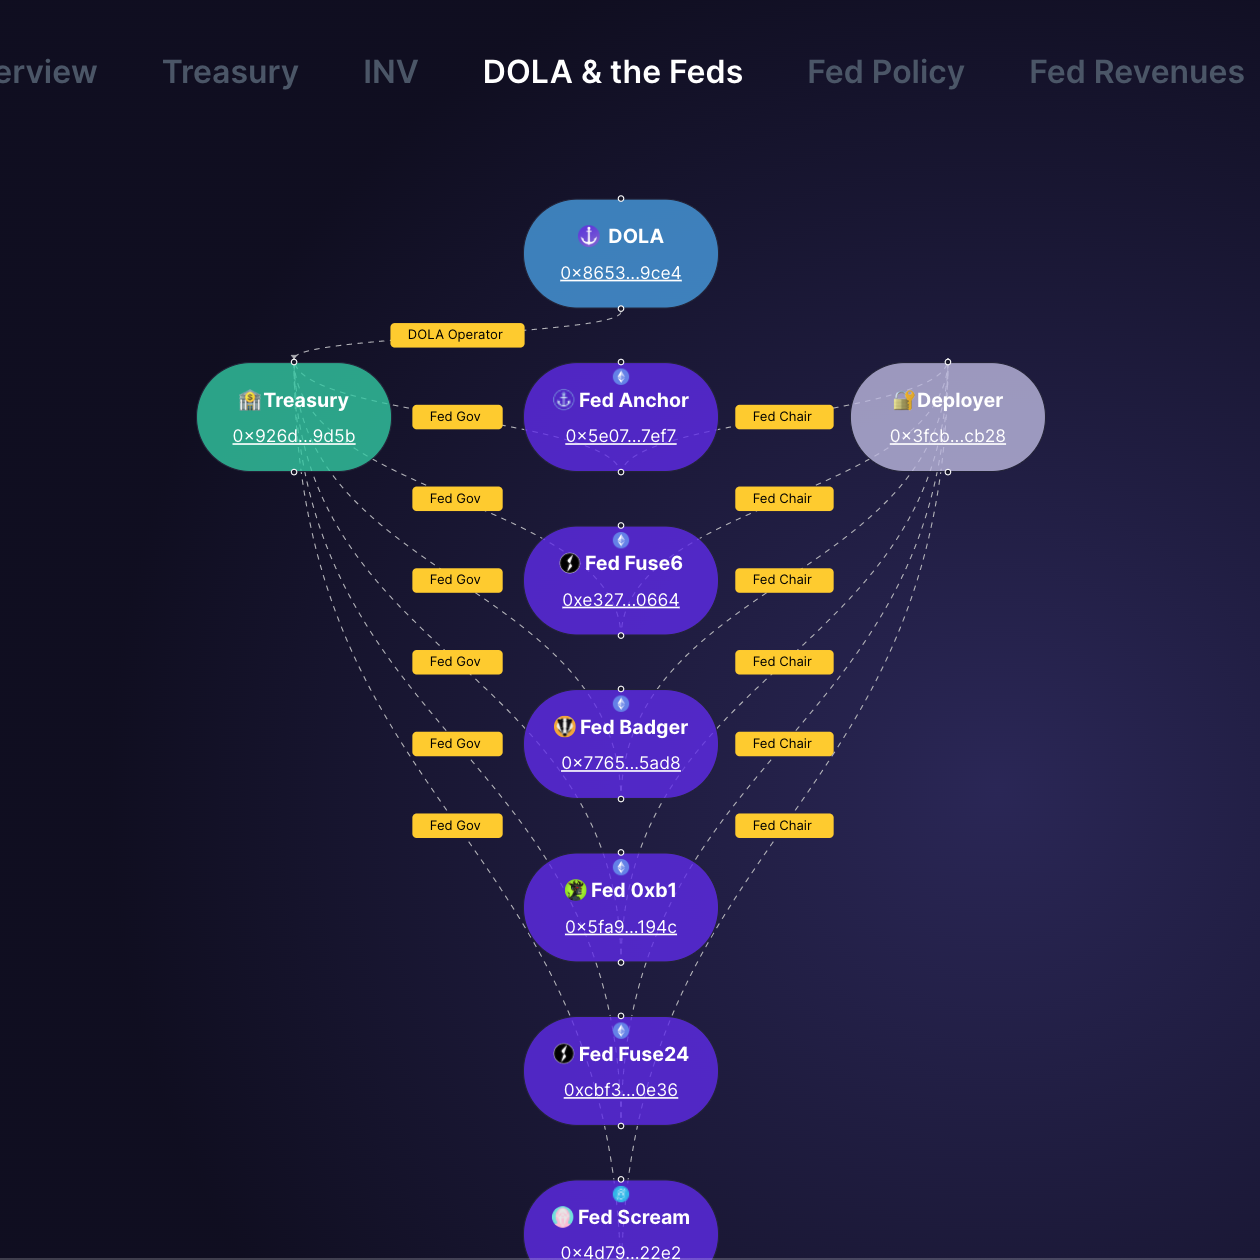 erview Treasury INV DOLA & the Feds Fed Policy Fed Revenues
DOLA
0x8653...9ce4
DOLA Operator
Treasury
0x926d...9d5b
Fed Gov
Fed Anchor
0x5e07...7ef7
Fed Chair
Deployer
0x3fcb...cb28
Fed Gov
Fed Chair
Fed Fuse6
0xe327...0664
Fed Gov
Fed Chair
Fed Gov
Fed Chair
Fed Badger
0x7765...5ad8
Fed Gov
Fed Chair
Fed Gov
Fed Chair
Fed 0xb1
0x5fa9...194c
Fed Fuse24
0xcbf3...0e36
Fed Scream
0x4d79...22e2